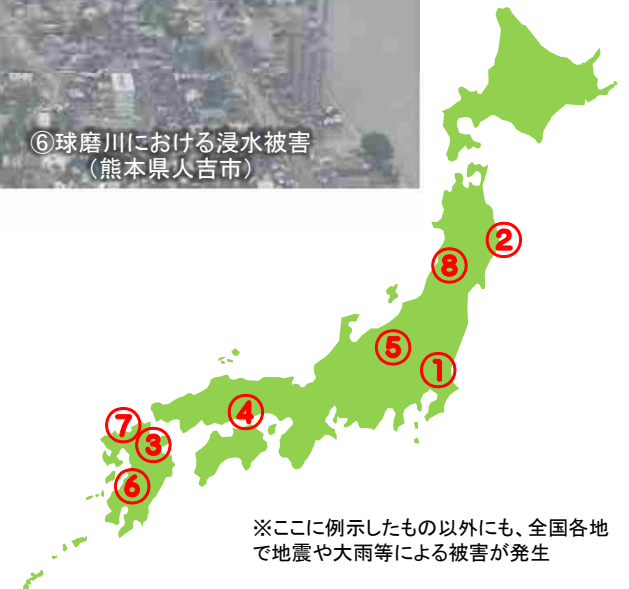 ⑥球磨川における浸水被害
（熊本県人吉市）
②
⑧
⑤
①
④
⑦
③
⑥
※ここに例示したもの以外にも、全国各地
で地震や大雨等による被害が発生